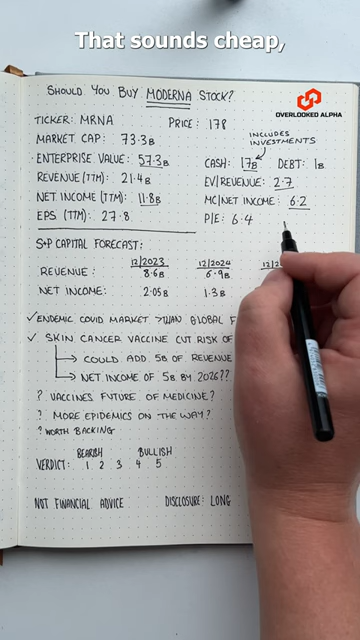 That sounds cheap,
SHOULD YOU BUY MODERNA STOCK?
OVERLOOKED ALPHA
TICKER: MRNA PRICE: 178
INCLUDES INVESTMENTS
MARKET CAP: 73.3B
ENTERPRISE VALUE: 57.3B CASH: 17B DEBT: 1B
REVENUE (TTM): 21.4B EV/REVENUE: 2.7
NET INCOME (TTM): 11.8B MC/NET INCOME: 6.2
EPS (TTM): 27.8 P/E: 6.4
S+P CAPITAL FORECAST:
12/2023 12/2024
REVENUE: 8.6B 6.9B
NET INCOME: 2.05B 1.3B
✓ENDEMIC COVID MARKET > THAN GLOBAL F
✓ SKIN CANCER VACCINE CUT RISK OF
→ COULD ADD 5B OF REVENUE
→ NET INCOME OF 5B BY 2026??
? VACCINES FUTURE OF MEDICINE?
? MORE EPIDEMICS ON THE WAY?
? WORTH BACKING
BEARISH BULLISH
VERDICT: 1 2 3 4 5
NOT FINANCIAL ADVICE DISCLOSURE: LONG